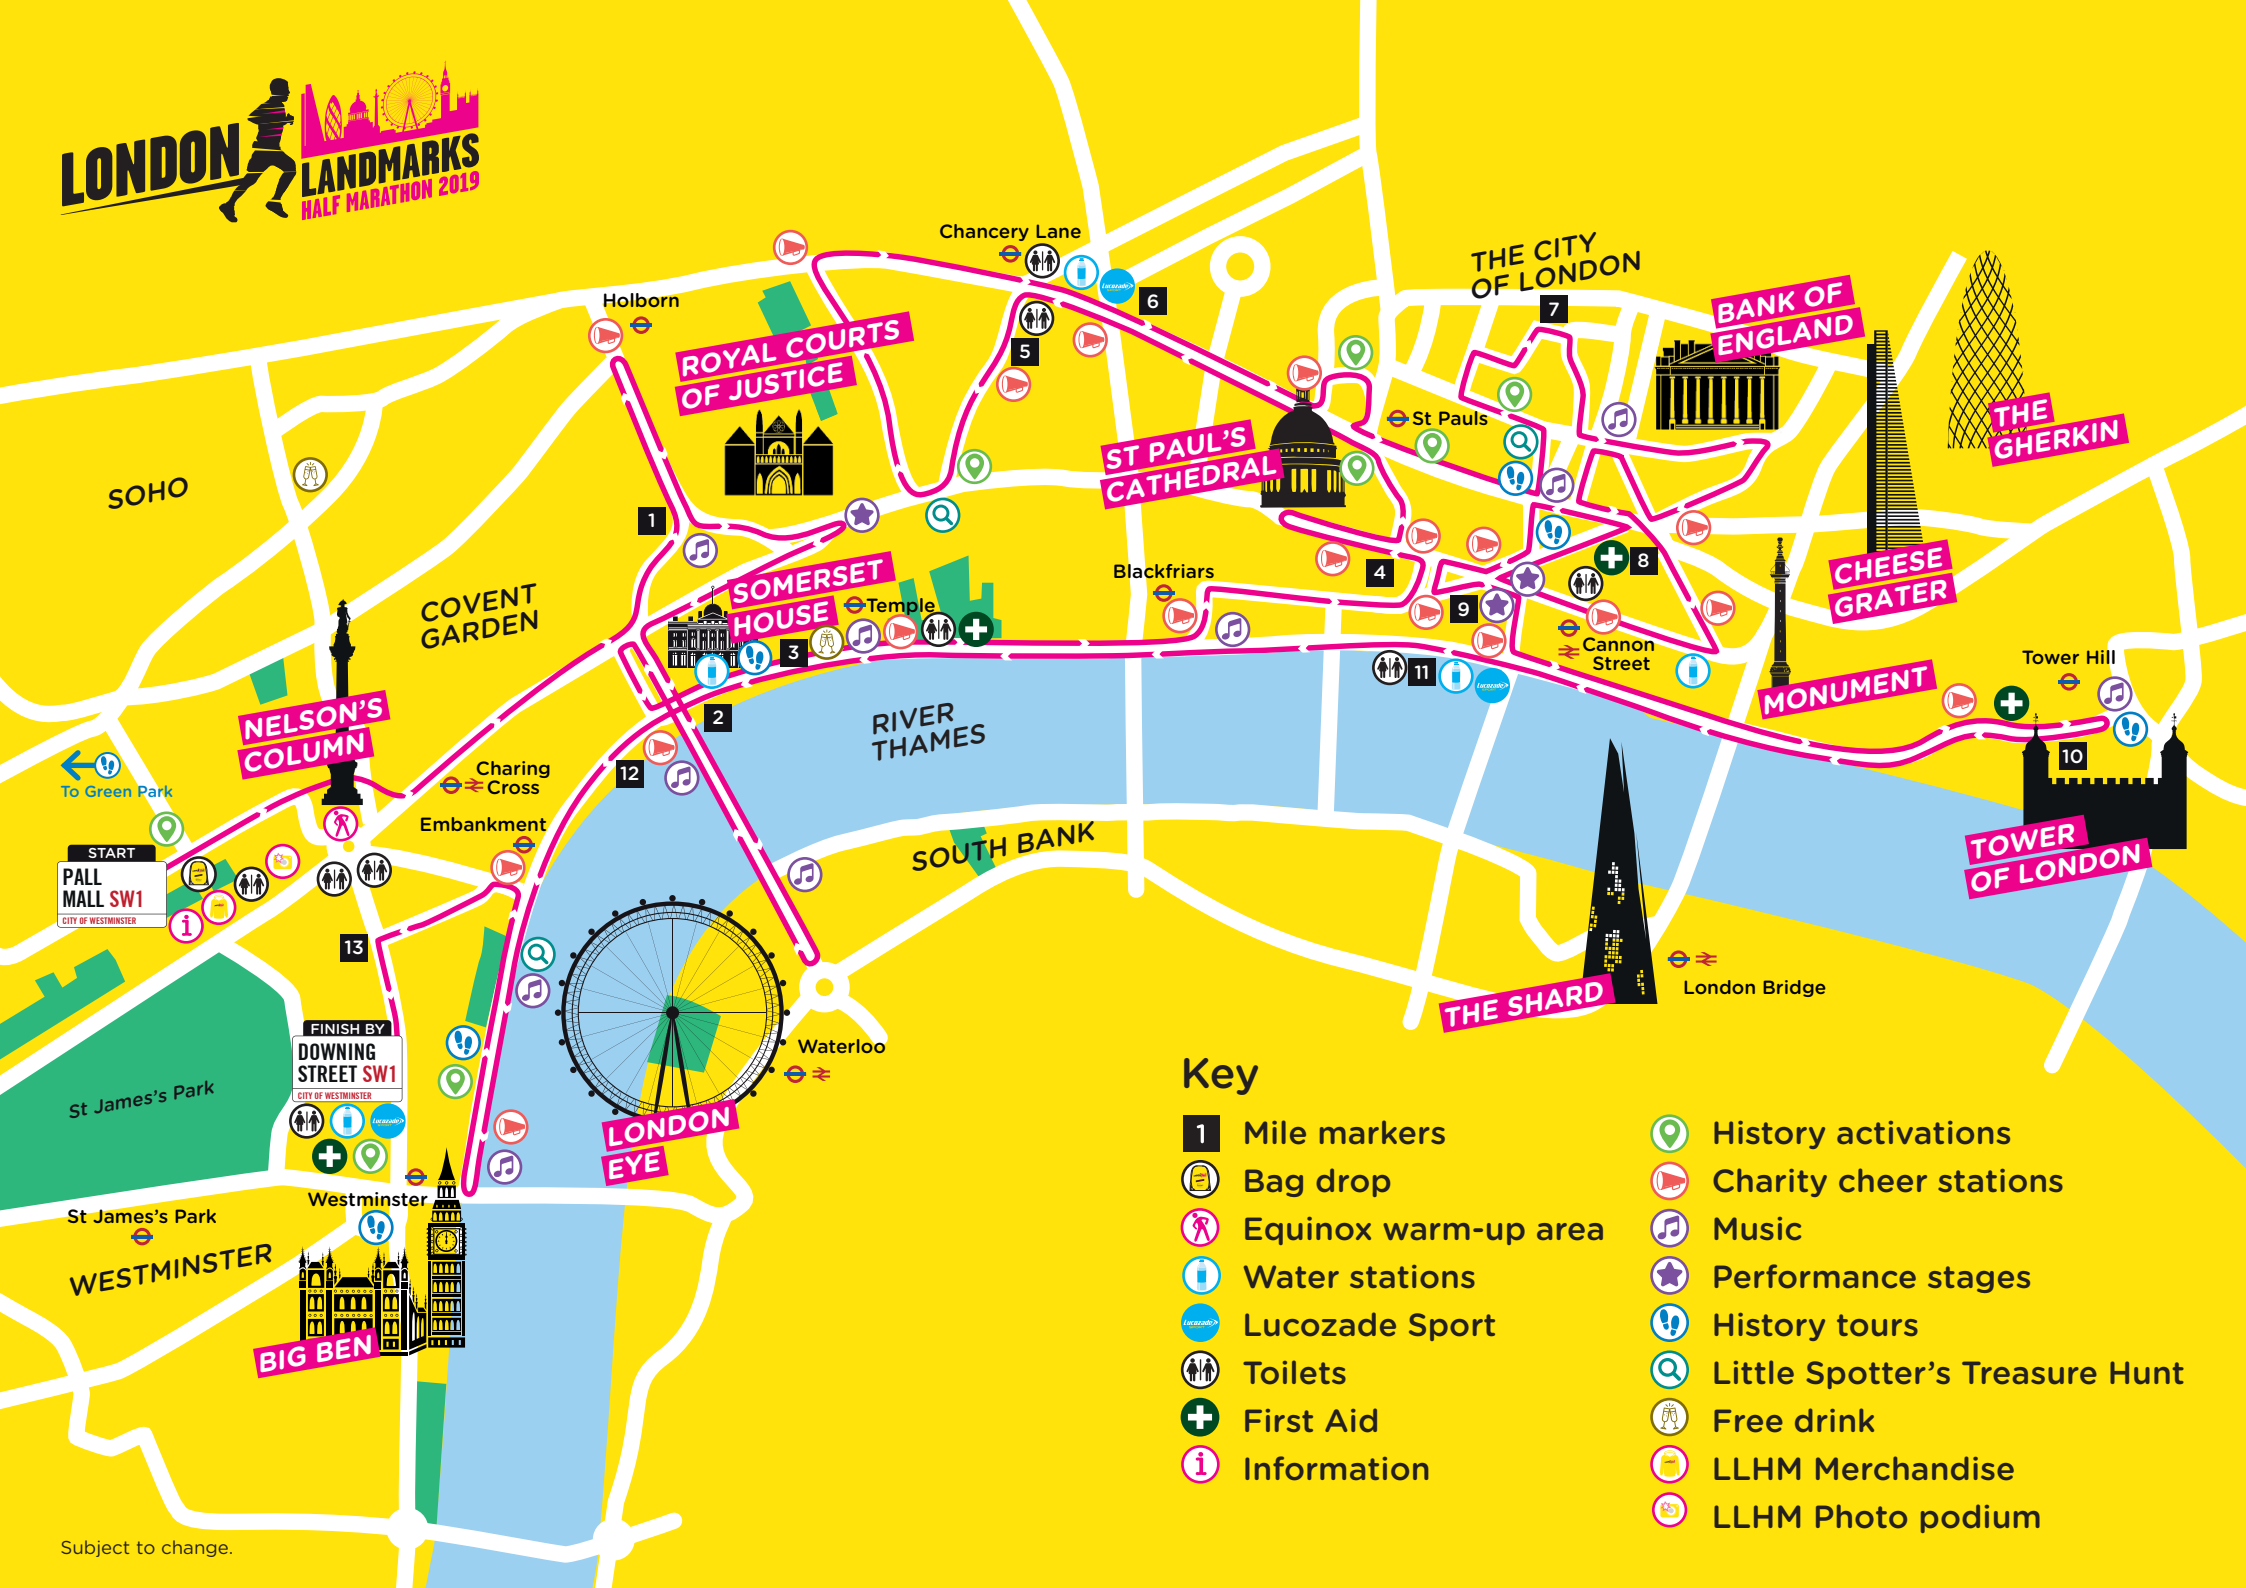 LONDON
LANDMARKS
HALF MARATHON 2019
Chancery Lane
Lucozade
6
Holborn
THE CITY
OF LONDON
7
BANK OF
ENGLAND
ROYAL COURTS
OF JUSTICE
5
St Pauls
THE
GHERKIN
ST PAUL'S
CATHEDRAL
SOHO
1
COVENT
GARDEN
SOMERSET
HOUSE
Temple
3
Blackfriars
4
8
9
CHEESE
GRATER
Cannon
Street
11
Lucozade
MONUMENT
Tower Hill
10
NELSON'S
COLUMN
2
RIVER
THAMES
To Green Park
Charing
Cross
12
Embankment
SOUTH BANK
TOWER
OF LONDON
START
PALL
MALL SW1
CITY OF WESTMINSTER
i
13
THE SHARD
London Bridge
FINISH BY
DOWNING
STREET SW1
CITY OF WESTMINSTER
Lucozade
Waterloo
St James's Park
LONDON
EYE
Westminster
St James's Park
WESTMINSTER
BIG BEN
Key
1 Mile markers
Bag drop
Equinox warm-up area
Water stations
Lucozade Lucozade Sport
Toilets
First Aid
i Information
History activations
Charity cheer stations
Music
Performance stages
History tours
Little Spotter's Treasure Hunt
Free drink
LLHM Merchandise
LLHM Photo podium
Subject to change.